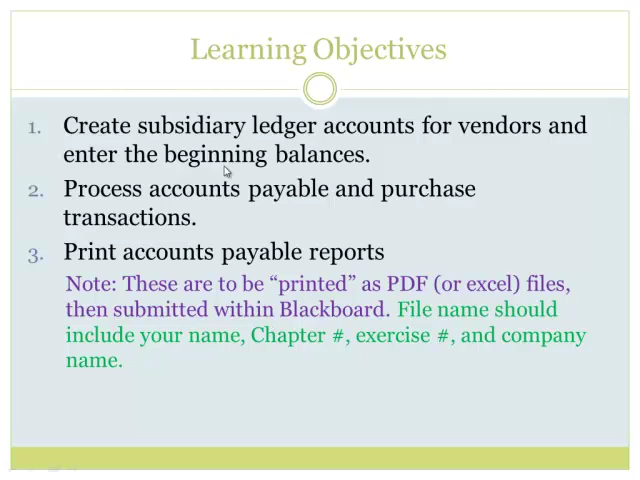 Learning Objectives
1. Create subsidiary ledger accounts for vendors and
enter the beginning balances.
2. Process accounts payable and purchase
transactions.
3. Print accounts payable reports
Note: These are to be “printed” as PDF (or excel) files,
then submitted within Blackboard. File name should
include your name, Chapter #, exercise #, and company
name.